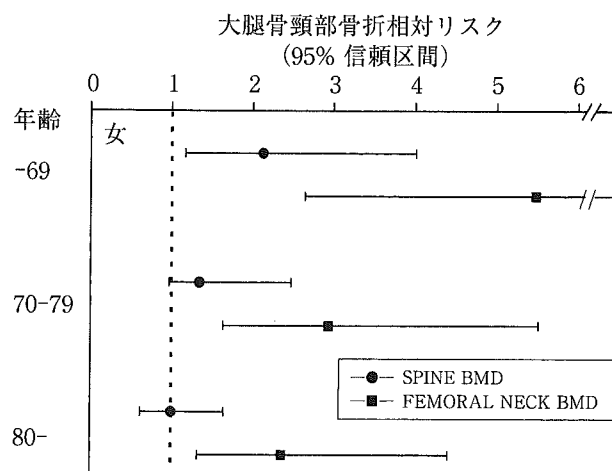 大腿骨頸部骨折相対リスク
(95% 信頼区間)
0 1 2 3 4 5 6
年齢
女
-69
70-79
80-
SPINE BMD
FEMORAL NECK BMD